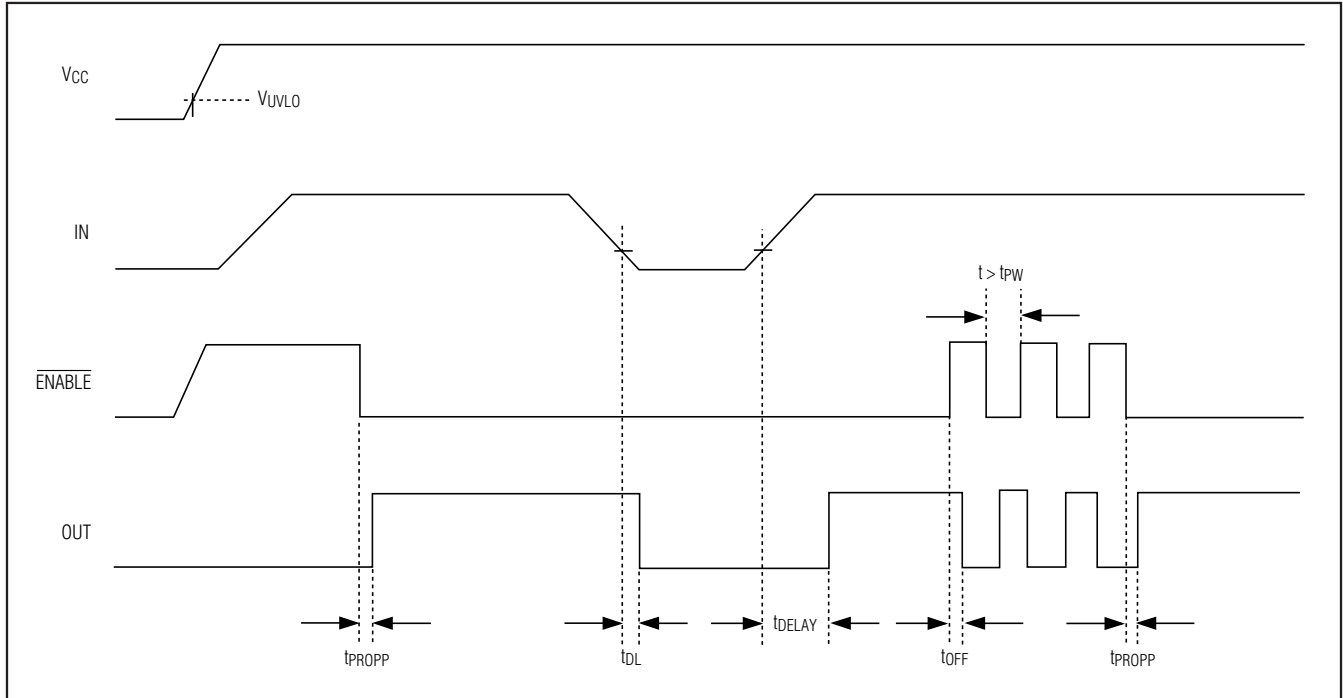 VCC
VUVLO
IN
t > tPW
ENABLE
OUT
tDELAY
tPROPP
tDL
tOFF
tPROPP